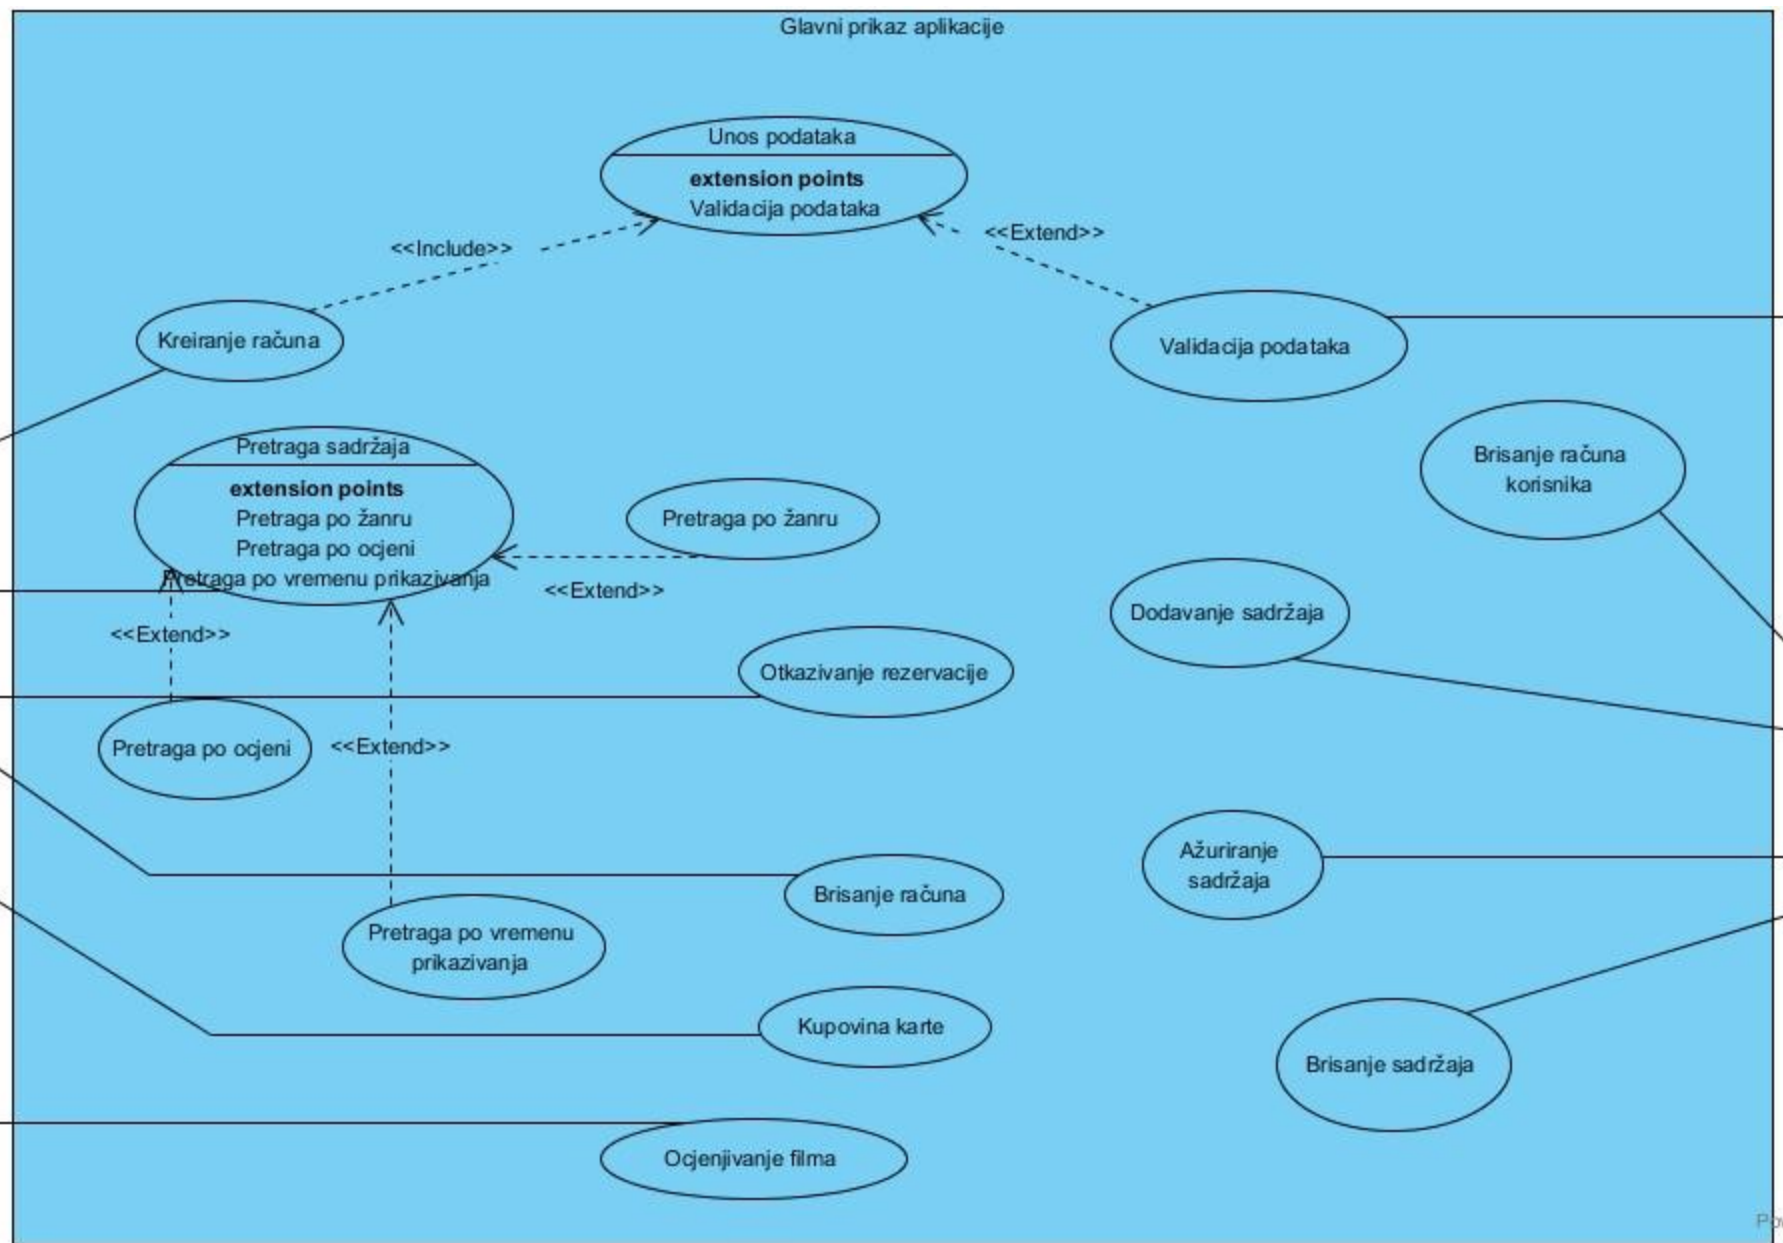 Glavni prikaz aplikacije
Unos podataka
extension points
Validacija podataka
<<Include>>
<<Extend>>
Kreiranje računa
Validacija podataka
Pretraga sadržaja
extension points
Pretraga po žanru
Pretraga po ocjeni
Pretraga po vremenu prikazivanja
Pretraga po žanru
<<Extend>>
Brisanje računa
korisnika
Dodavanje sadržaja
<<Extend>>
Otkazivanje rezervacije
Pretraga po ocjeni
<<Extend>>
Ažuriranje
sadržaja
Brisanje računa
Pretraga po vremenu
prikazivanja
Kupovina karte
Brisanje sadržaja
Ocjenjivanje filma